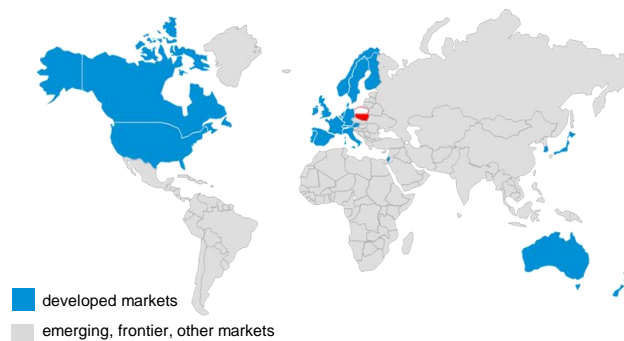 developed markets
emerging, frontier, other markets